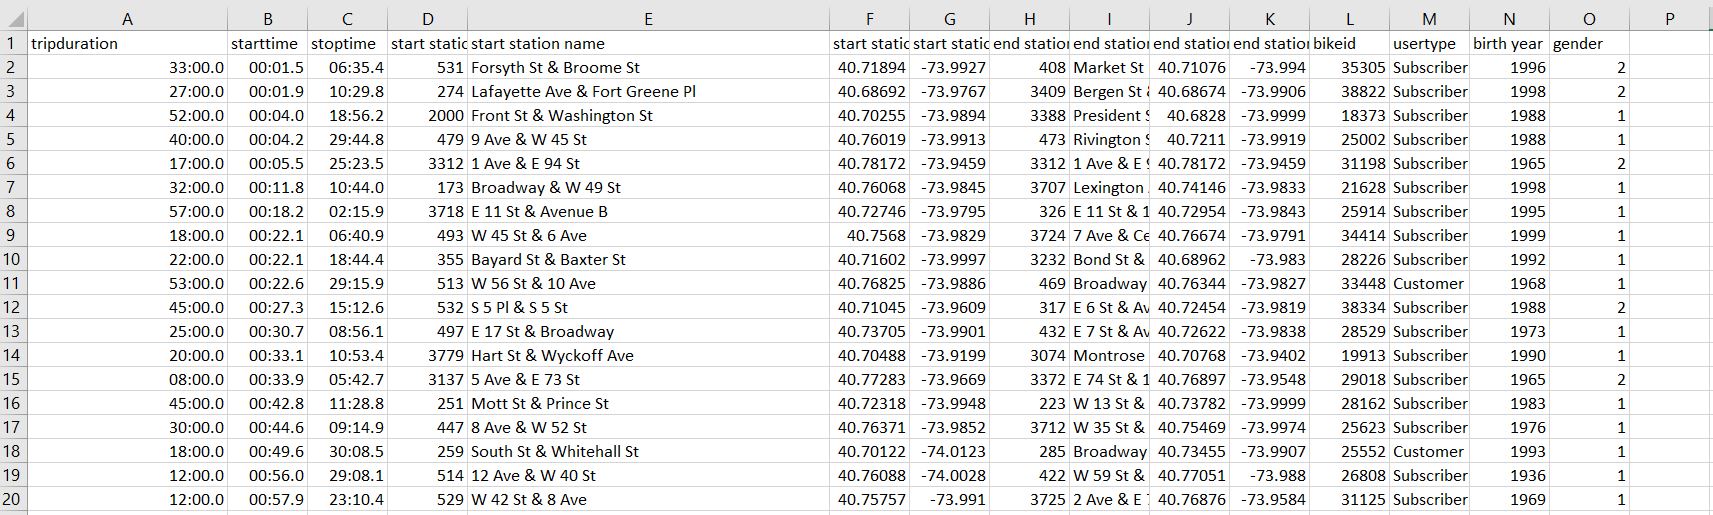 A B C D E F G H I J K L M N O P
1 tripduration starttime stoptime start static start station name start static start static end station end station end station end station bikeid usertype birth year gender
2 33:00.0 00:01.5 06:35.4 531 Forsyth St & Broome St 40.71894 -73.9927 408 Market St 40.71076 -73.994 35305 Subscriber 1996 2
3 27:00.0 00:01.9 10:29.8 274 Lafayette Ave & Fort Greene Pl 40.68692 -73.9767 3409 Bergen St & 40.68674 -73.9906 38822 Subscriber 1998 2
4 52:00.0 00:04.0 18:56.2 2000 Front St & Washington St 40.70255 -73.9894 3388 President S 40.6828 -73.9999 18373 Subscriber 1988 1
5 40:00.0 00:04.2 29:44.8 479 9 Ave & W 45 St 40.76019 -73.9913 473 Rivington S 40.7211 -73.9919 25002 Subscriber 1988 1
6 17:00.0 00:05.5 25:23.5 3312 1 Ave & E 94 St 40.78172 -73.9459 3312 1 Ave & E 9 40.78172 -73.9459 31198 Subscriber 1965 2
7 32:00.0 00:11.8 10:44.0 173 Broadway & W 49 St 40.76068 -73.9845 3707 Lexington 40.74146 -73.9833 21628 Subscriber 1998 1
8 57:00.0 00:18.2 02:15.9 3718 E 11 St & Avenue B 40.72746 -73.9795 326 E 11 St & 1 40.72954 -73.9843 25914 Subscriber 1995 1
9 18:00.0 00:22.1 06:40.9 493 W 45 St & 6 Ave 40.7568 -73.9829 3724 7 Ave & Ce 40.76674 -73.9791 34414 Subscriber 1999 1
10 22:00.0 00:22.1 18:44.4 355 Bayard St & Baxter St 40.71602 -73.9997 3232 Bond St & 40.68962 -73.983 28226 Subscriber 1992 1
11 53:00.0 00:22.6 29:15.9 513 W 56 St & 10 Ave 40.76825 -73.9886 469 Broadway 40.76344 -73.9827 33448 Customer 1968 1
12 45:00.0 00:27.3 15:12.6 532 S 5 Pl & S 5 St 40.71045 -73.9609 317 E 6 St & Av 40.72454 -73.9819 38334 Subscriber 1988 2
13 25:00.0 00:30.7 08:56.1 497 E 17 St & Broadway 40.73705 -73.9901 432 E 7 St & Av 40.72622 -73.9838 28529 Subscriber 1973 1
14 20:00.0 00:33.1 10:53.4 3779 Hart St & Wyckoff Ave 40.70488 -73.9199 3074 Montrose 40.70768 -73.9402 19913 Subscriber 1990 1
15 08:00.0 00:33.9 05:42.7 3137 5 Ave & E 73 St 40.77283 -73.9669 3372 E 74 St & 1 40.76897 -73.9548 29018 Subscriber 1965 2
16 45:00.0 00:42.8 11:28.8 251 Mott St & Prince St 40.72318 -73.9948 223 W 13 St & 40.73782 -73.9999 28162 Subscriber 1983 1
17 30:00.0 00:44.6 09:14.9 447 8 Ave & W 52 St 40.76371 -73.9852 3712 W 35 St & 40.75469 -73.9974 25623 Subscriber 1976 1
18 18:00.0 00:49.6 30:08.5 259 South St & Whitehall St 40.70122 -74.0123 285 Broadway 40.73455 -73.9907 25552 Customer 1993 1
19 12:00.0 00:56.0 29:08.1 514 12 Ave & W 40 St 40.76088 -74.0028 422 W 59 St & 40.77051 -73.988 26808 Subscriber 1936 1
20 12:00.0 00:57.9 23:10.4 529 W 42 St & 8 Ave 40.75757 -73.991 3725 2 Ave & E 40.76876 -73.9584 31125 Subscriber 1969 1